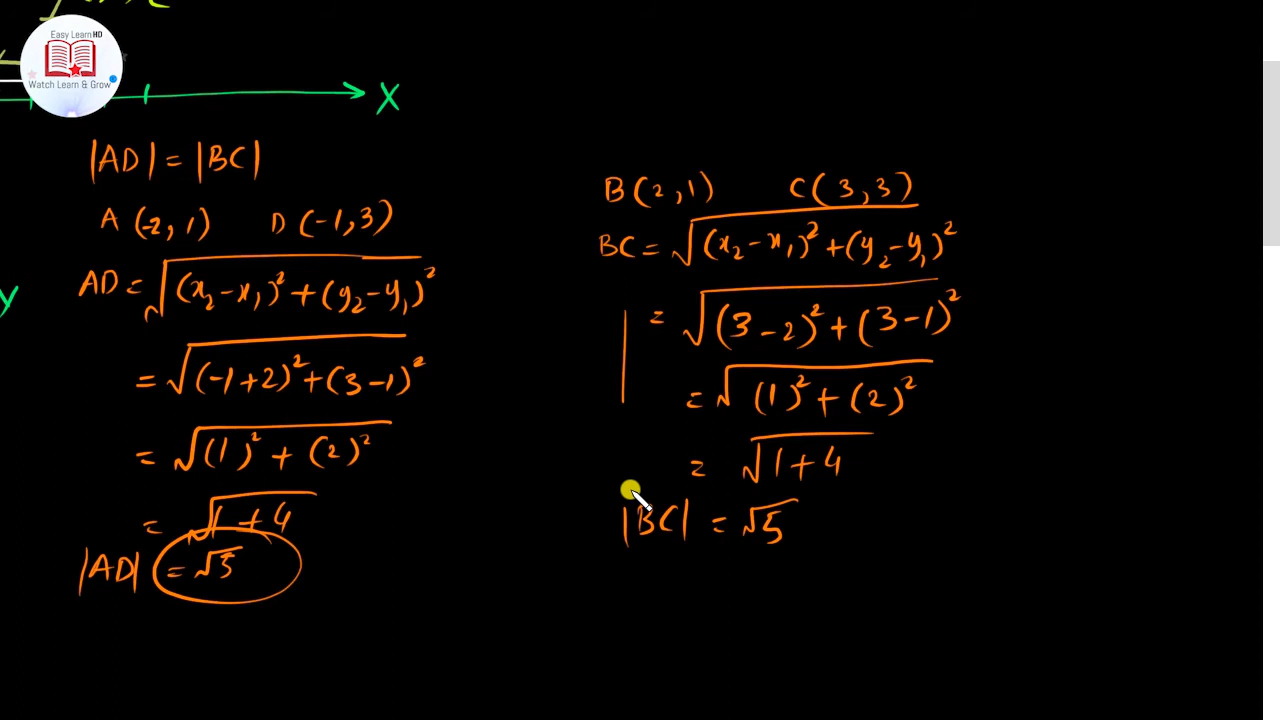 Easy Learn HD
Watch Learn & Grow
X
y
|AD| = |BC|
A (-2, 1) D (-1, 3)
AD = √(x₂ - x₁)² + (y₂ - y₁)²
= √(-1+2)² + (3-1)²
= √(1)² + (2)²
= √1 + 4
|AD| = √5
B (2, 1) C (3, 3)
BC = √(x₂ - x₁)² + (y₂ - y₁)²
= √(3-2)² + (3-1)²
= √(1)² + (2)²
= √1 + 4
|BC| = √5